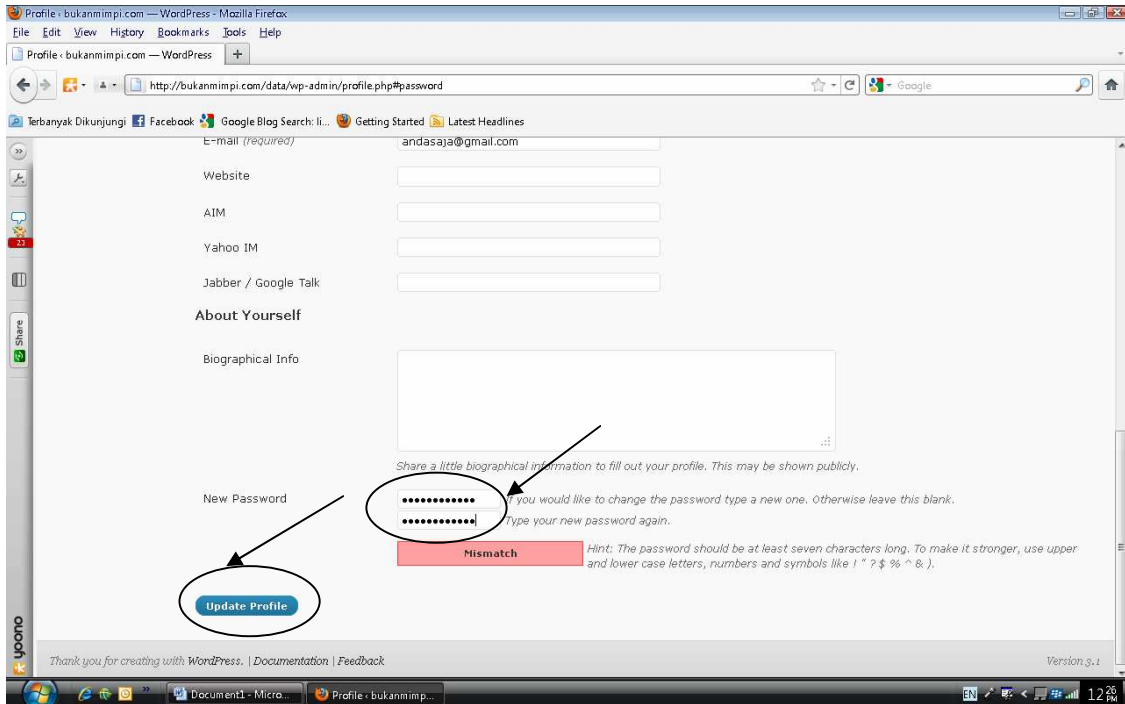 Profile ‹ bukanmimpi.com — WordPress - Mozilla Firefox
File Edit View History Bookmarks Tools Help
Profile ‹ bukanmimpi.com — WordPress +
http://bukanmimpi.com/data/wp-admin/profile.php#password
Google
Terbanyak Dikunjungi Facebook Google Blog Search: li... Getting Started Latest Headlines
E-mail (required) andasaja@gmail.com
Website
23
AIM
Yahoo IM
Jabber / Google Talk
About Yourself
Share
Biographical Info
Share a little biographical information to fill out your profile. This may be shown publicly.
New Password •••••••••••• If you would like to change the password type a new one. Otherwise leave this blank.
•••••••••••• Type your new password again.
Mismatch
Hint: The password should be at least seven characters long. To make it stronger, use upper
and lower case letters, numbers and symbols like ! " ? $ % ^ & ).
Update Profile
yoono
Thank you for creating with WordPress. | Documentation | Feedback Version 3.1
Document1 - Micro... Profile ‹ bukanmimp... EN 12:26 PM